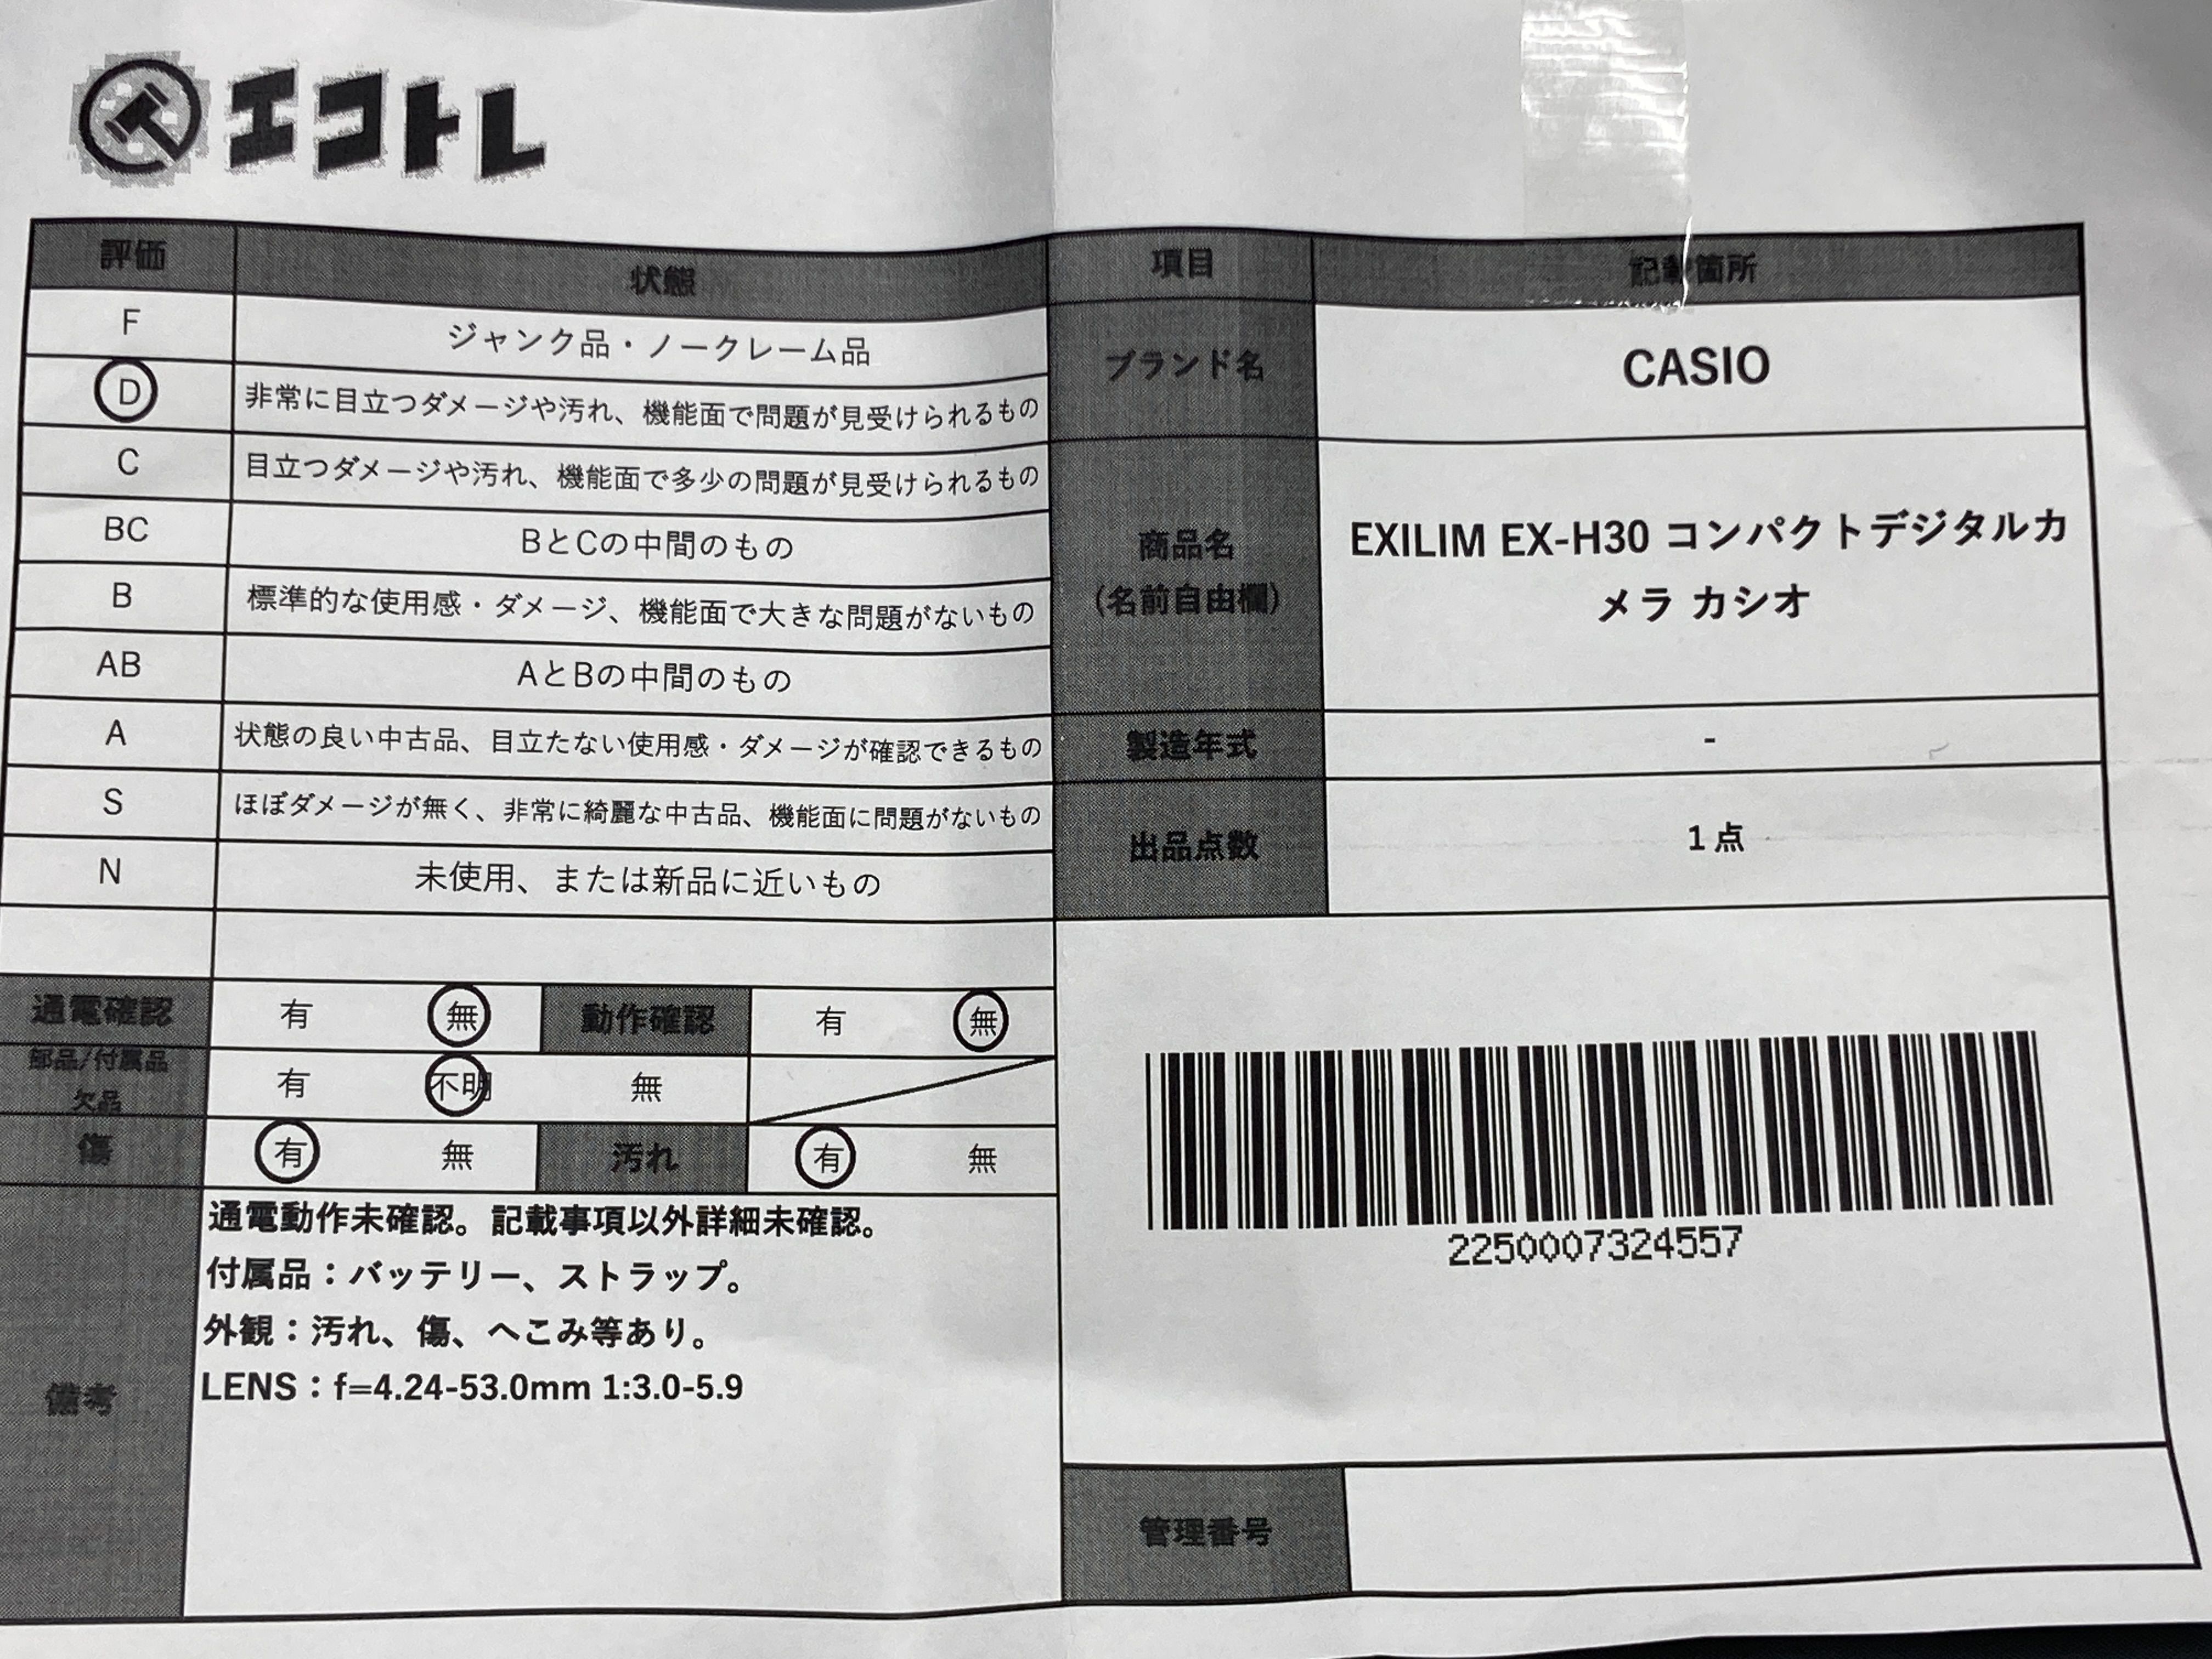 エコトレ
評価 状態
F ジャンク品・ノークレーム品
D 非常に目立つダメージや汚れ、機能面で問題が見受けられるもの
C 目立つダメージや汚れ、機能面で多少の問題が見受けられるもの
BC BとCの中間のもの
B 標準的な使用感・ダメージ、機能面で大きな問題がないもの
AB AとBの中間のもの
A 状態の良い中古品、目立たない使用感・ダメージが確認できるもの
S ほぼダメージが無く、非常に綺麗な中古品、機能面に問題がないもの
N 未使用、または新品に近いもの
通電確認 有 無 動作確認 有 無
部品/付属品
欠品 有 不明 無
傷 有 無 汚れ 有 無
備考
通電動作未確認。記載事項以外詳細未確認。
付属品：バッテリー、ストラップ。
外観：汚れ、傷、へこみ等あり。
LENS：f=4.24-53.0mm 1:3.0-5.9
項目 記載箇所
ブランド名 CASIO
商品名
(名前自由欄)
EXILIM EX-H30 コンパクトデジタルカ
メラ カシオ
製造年式 -
出品点数 1点
2250007324557
管理番号